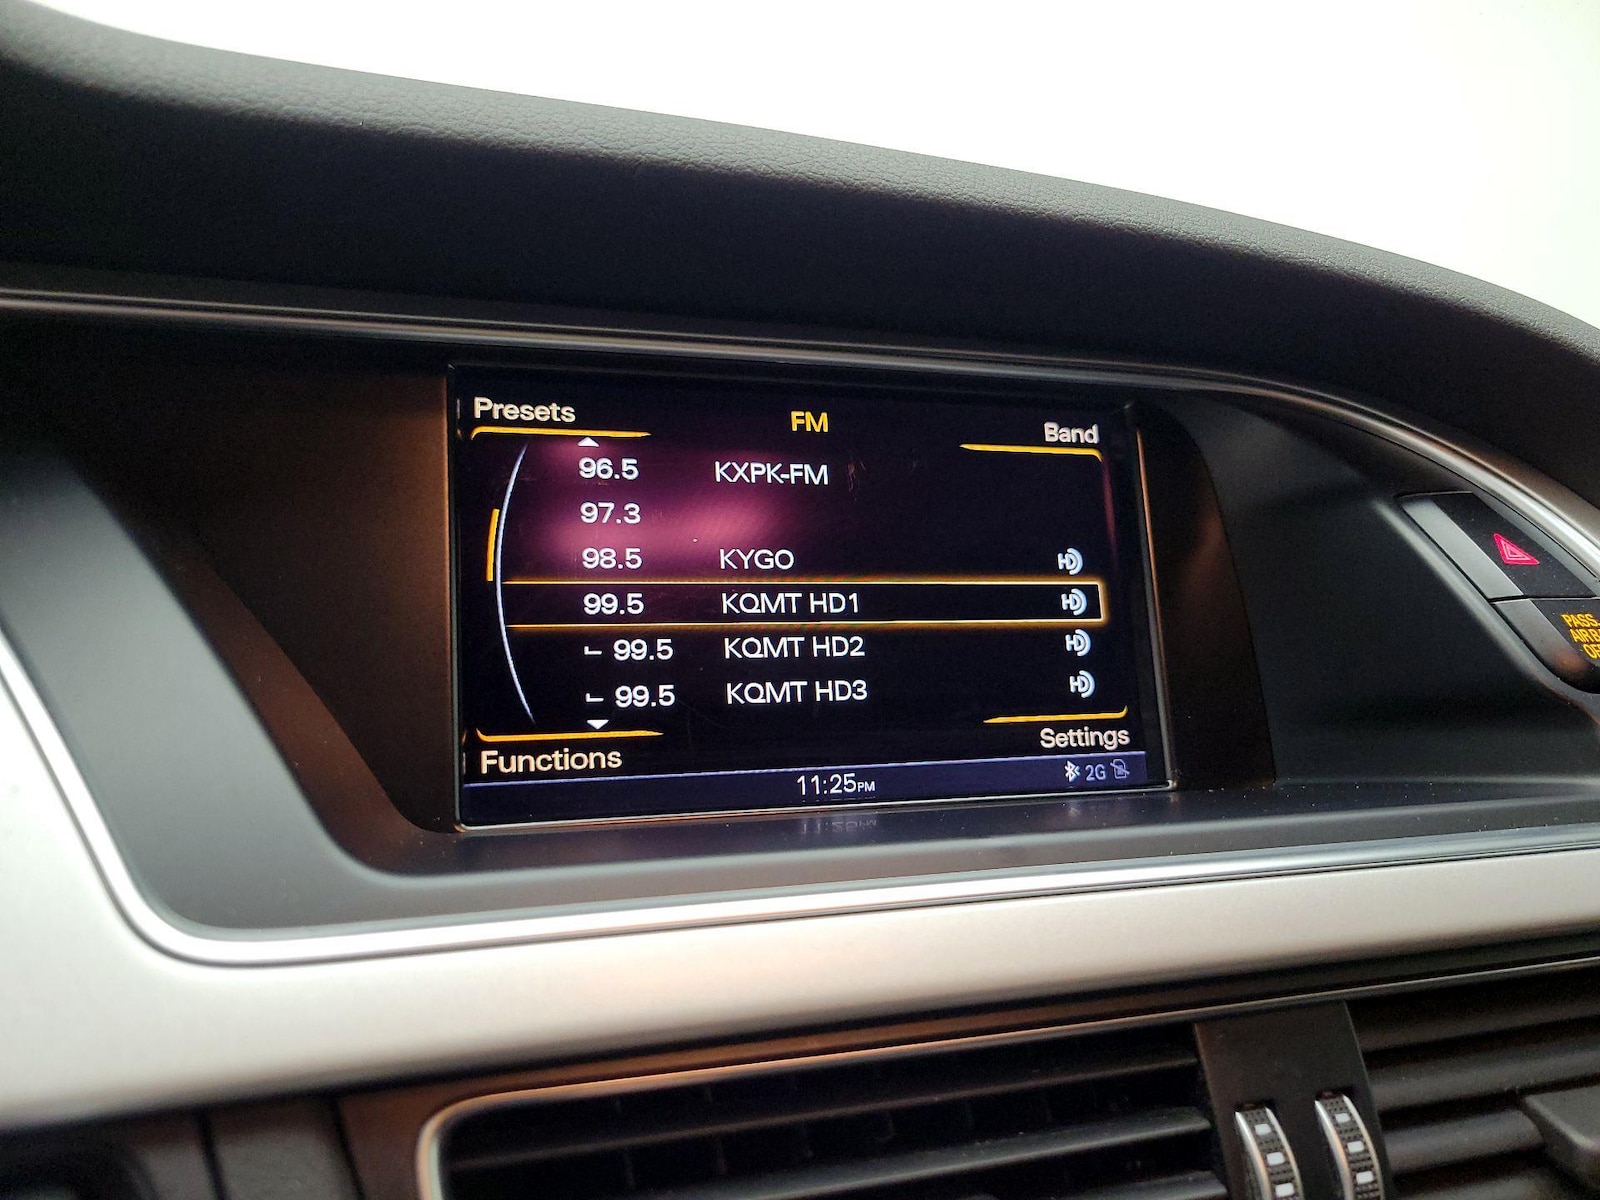 Presets
FM
Band
96.5 KXPK-FM
97.3
98.5 KYGO
99.5 KQMT HD1
99.5 KQMT HD2
99.5 KQMT HD3
Functions
Settings
11:25PM
2G
PASS.